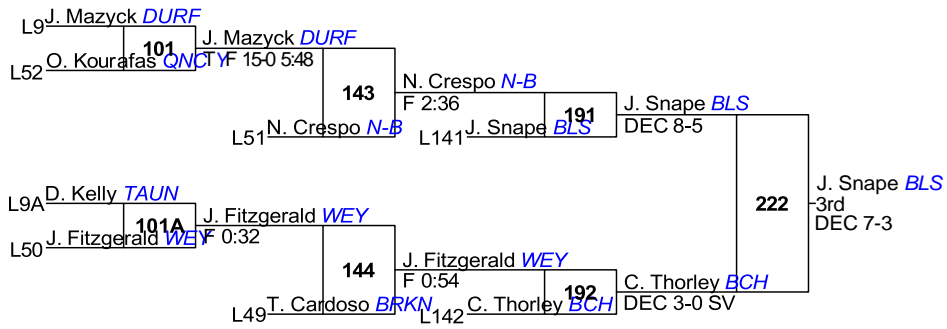 L9 J. Mazyck DURF
101
L52 O. Kourafas QNCY
J. Mazyck DURF
TF 15-0 5:48
143
L51 N. Crespo N-B
N. Crespo N-B
F 2:36
191
L141 J. Snape BLS
J. Snape BLS
DEC 8-5
222
J. Snape BLS
3rd
DEC 7-3
L9A D. Kelly TAUN
101A
L50 J. Fitzgerald WEY
J. Fitzgerald WEY
F 0:32
144
L49 T. Cardoso BRKN
J. Fitzgerald WEY
F 0:54
192
L142 C. Thorley BCH
C. Thorley BCH
DEC 3-0 SV